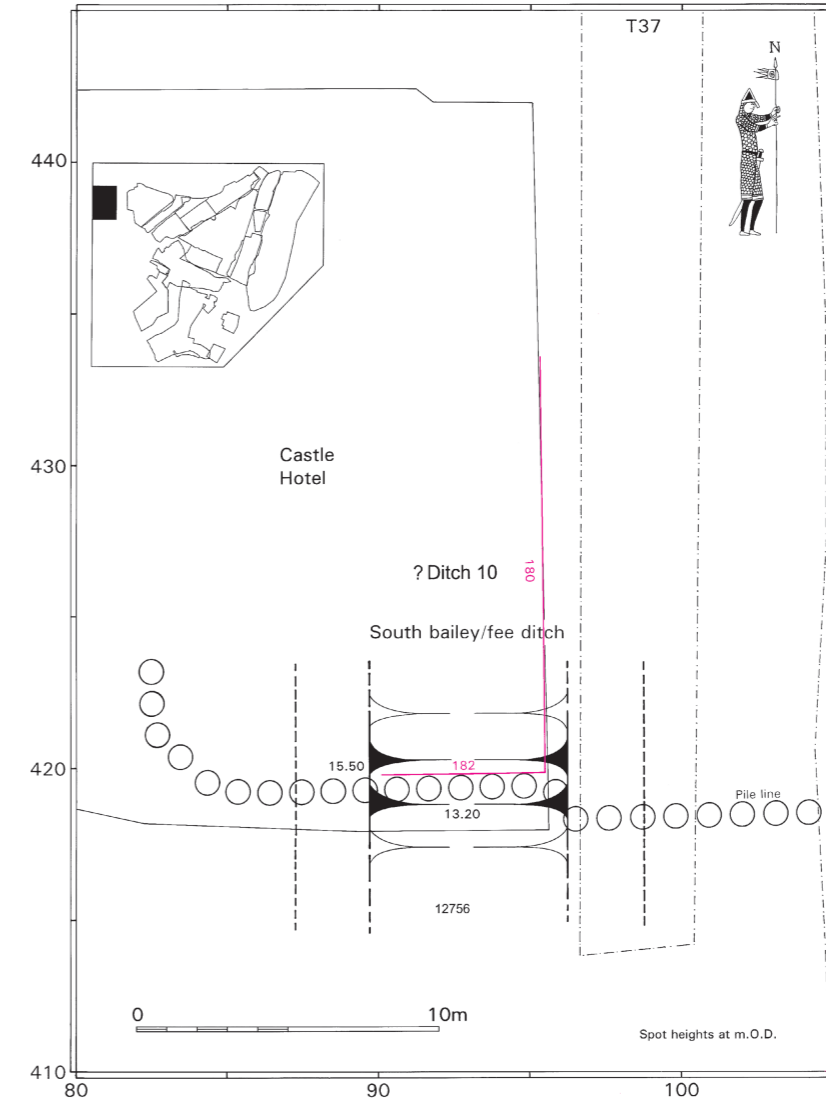 T37
N
440
Castle
Hotel
430
? Ditch 10
180
South bailey/fee ditch
15.50
182
420
Pile line
13.20
12756
0
10m
Spot heights at m.O.D.
410
80
90
100